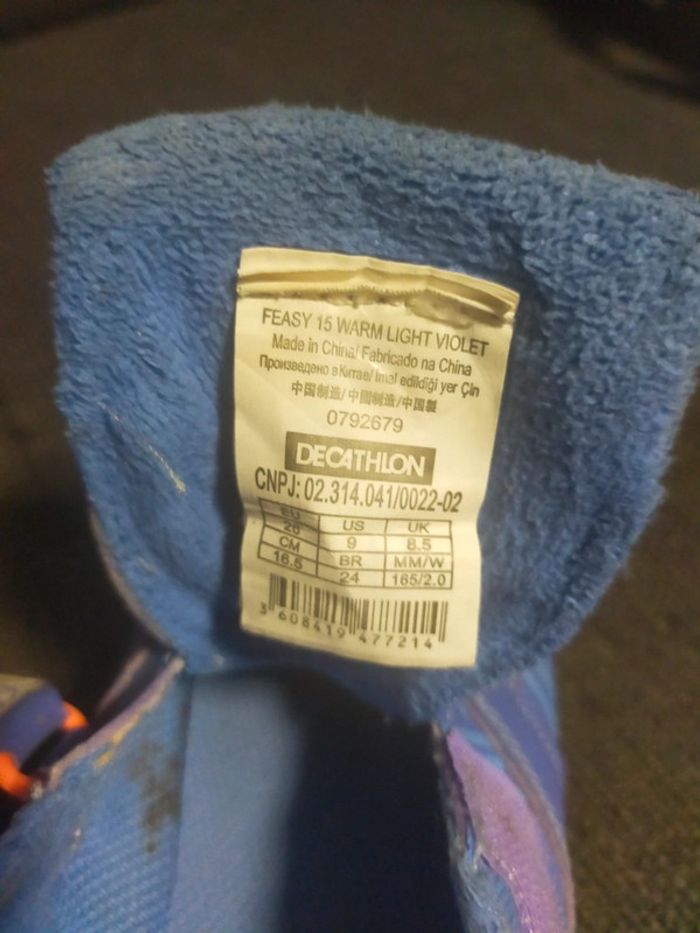 FEASY 15 WARM LIGHT VIOLET
Made in China/ Fabricado na China
Произведено в Китае/ Imal edildiği yer Çin
中国制造/中國制造/中国製
0792679
DECATHLON
CNPJ: 02.314.041/0022-02
EU US UK
26 9 8.5
CM BR MM/W
16.5 24 165/2.0
3 608419 477214